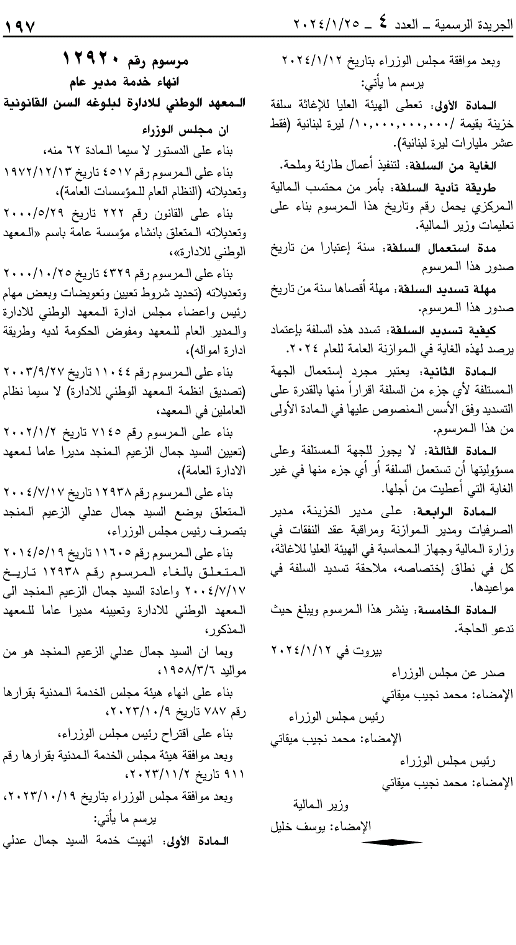 الجريدة الرسمية ــ العدد ٤ ــ ٢٠٢٤/١/٢٥
١٩٧
وبعد موافقة مجلس الوزراء بتاريخ ٢٠٢٤/١/١٢
يرسم ما يأتي:
المادة الأولى: تعطى الهيئة العليا للإغاثة سلفة
خزينة بقيمة /١٠,٠٠٠,٠٠٠,٠٠٠/ ليرة لبنانية (فقط
عشر مليارات ليرة لبنانية).
الغاية من السلفة: لتنفيذ أعمال طارئة وملحة.
طريقة تأدية السلفة: بأمر من محتسب المالية
المركزي يحمل رقم وتاريخ هذا المرسوم بناء على
تعليمات وزير المالية.
مدة استعمال السلفة: سنة إعتبارا من تاريخ
صدور هذا المرسوم
مهلة تسديد السلفة: مهلة أقصاها سنة من تاريخ
صدور هذا المرسوم.
كيفية تسديد السلفة: تسدد هذه السلفة بإعتماد
يرصد لهذه الغاية في الموازنة العامة للعام ٢٠٢٤.
المادة الثانية: يعتبر مجرد إستعمال الجهة
المستلفة لأي جزء من السلفة اقراراً منها بالقدرة على
التسديد وفق الأسس المنصوص عليها في المادة الأولى
من هذا المرسوم.
المادة الثالثة: لا يجوز للجهة المستلفة وعلى
مسؤوليتها أن تستعمل السلفة أو أي جزء منها في غير
الغاية التي أعطيت من أجلها.
المادة الرابعة: على مدير الخزينة، مدير
الصرفيات ومدير الموازنة ومراقبة عقد النفقات في
وزارة المالية وجهاز المحاسبة في الهيئة العليا للاغاثة،
كل في نطاق إختصاصه، ملاحقة تسديد السلفة في
مواعيدها.
المادة الخامسة: ينشر هذا المرسوم ويبلغ حيث
تدعو الحاجة.
بيروت في ٢٠٢٤/١/١٢
صدر عن مجلس الوزراء
الإمضاء: محمد نجيب ميقاتي
رئيس مجلس الوزراء
الإمضاء: محمد نجيب ميقاتي
رئيس مجلس الوزراء
الإمضاء: محمد نجيب ميقاتي
وزير المالية
الإمضاء: يوسف خليل
مرسوم رقم ١٢٩٢٠
انهاء خدمة مدير عام
المعهد الوطني للادارة لبلوغه السن القانونية
ان مجلس الوزراء
بناء على الدستور لا سيما المادة ٦٢ منه،
بناء على المرسوم رقم ٤٥١٧ تاريخ ١٩٧٢/١٢/١٣
وتعديلاته (النظام العام للمؤسسات العامة)،
بناء على القانون رقم ٢٢٢ تاريخ ٢٠٠٠/٥/٢٩
وتعديلاته المتعلق بانشاء مؤسسة عامة باسم «المعهد
الوطني للادارة»،
بناء على المرسوم رقم ٤٣٢٩ تاريخ ٢٠٠٠/١٠/٢٥
وتعديلاته (تحديد شروط تعيين وتعويضات وبعض مهام
رئيس واعضاء مجلس ادارة المعهد الوطني للادارة
والمدير العام للمعهد ومفوض الحكومة لديه وطريقة
ادارة امواله)،
بناء على المرسوم رقم ١١٠٤٤ تاريخ ٢٠٠٣/٩/٢٧
(تصديق انظمة المعهد الوطني للادارة) لا سيما نظام
العاملين في المعهد،
بناء على المرسوم رقم ٧١٤٥ تاريخ ٢٠٠٢/١/٢
(تعيين السيد جمال الزعيم المنجد مديرا عاما لمعهد
الادارة العامة)،
بناء على المرسوم رقم ١٢٩٣٨ تاريخ ٢٠٠٤/٧/١٧
المتعلق بوضع السيد جمال عدلي الزعيم المنجد
بتصرف رئيس مجلس الوزراء،
بناء على المرسوم رقم ١١٦٠٥ تاريخ ٢٠١٤/٥/١٩
المتعلق بالغاء المرسوم رقم ١٢٩٣٨ تاريخ
٢٠٠٤/٧/١٧ واعادة السيد جمال الزعيم المنجد الى
المعهد الوطني للادارة وتعيينه مديرا عاما للمعهد
المذكور،
وبما ان السيد جمال عدلي الزعيم المنجد هو من
مواليد ١٩٥٨/٣/٦،
بناء على انهاء هيئة مجلس الخدمة المدنية بقرارها
رقم ٧٨٧ تاريخ ٢٠٢٣/١٠/٩،
بناء على اقتراح رئيس مجلس الوزراء،
وبعد موافقة هيئة مجلس الخدمة المدنية بقرارها رقم
٩١١ تاريخ ٢٠٢٣/١١/٢،
وبعد موافقة مجلس الوزراء بتاريخ ٢٠٢٣/١٠/١٩،
يرسم ما يأتي:
المادة الأولى: انهيت خدمة السيد جمال عدلي